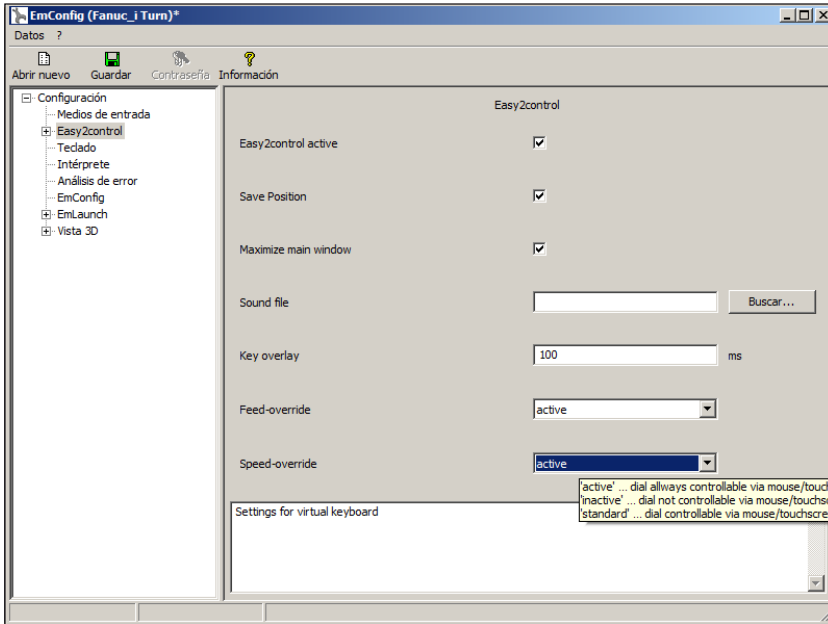 EmConfig (Fanuc_i Turn)*
Datos ?
Abrir nuevo Guardar Contraseña Información
Configuración
Medios de entrada
Easy2control
Teclado
Intérprete
Análisis de error
EmConfig
EmLaunch
Vista 3D
Easy2control
Easy2control active
Save Position
Maximize main window
Sound file Buscar...
Key overlay 100 ms
Feed-override active
Speed-override active
'active' ... dial allways controllable via mouse/touch
'inactive' ... dial not controllable via mouse/touchs
'standard' ... dial controllable via mouse/touchscre
Settings for virtual keyboard